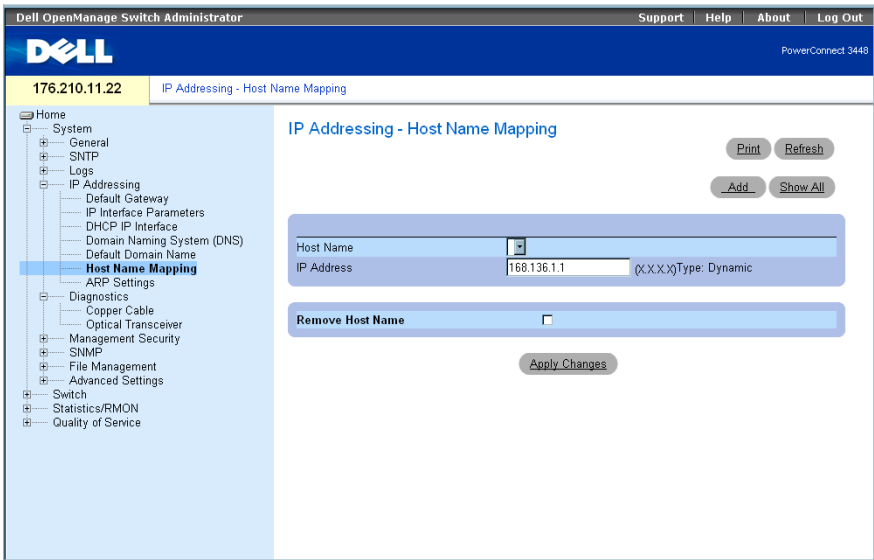 Dell OpenManage Switch Administrator
Support Help About Log Out
DELL
PowerConnect 3448
176.210.11.22
IP Addressing - Host Name Mapping
Home
System
General
SNTP
Logs
IP Addressing
Default Gateway
IP Interface Parameters
DHCP IP Interface
Domain Naming System (DNS)
Default Domain Name
Host Name Mapping
ARP Settings
Diagnostics
Copper Cable
Optical Transceiver
Management Security
SNMP
File Management
Advanced Settings
Switch
Statistics/RMON
Quality of Service
IP Addressing - Host Name Mapping
Print Refresh
Add Show All
Host Name
IP Address 168.136.1.1 (X.X.X.X)Type: Dynamic
Remove Host Name
Apply Changes